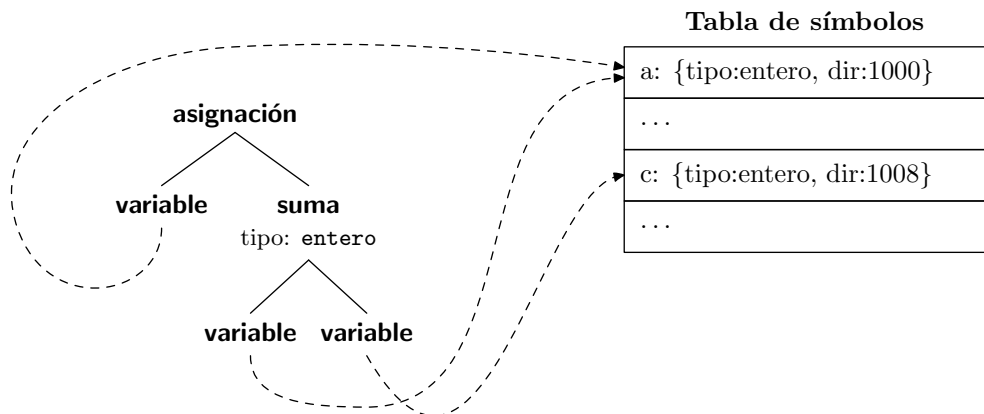 Tabla de símbolos
a: {tipo:entero, dir:1000}
...
c: {tipo:entero, dir:1008}
...
asignación
variable suma
tipo: entero
variable variable